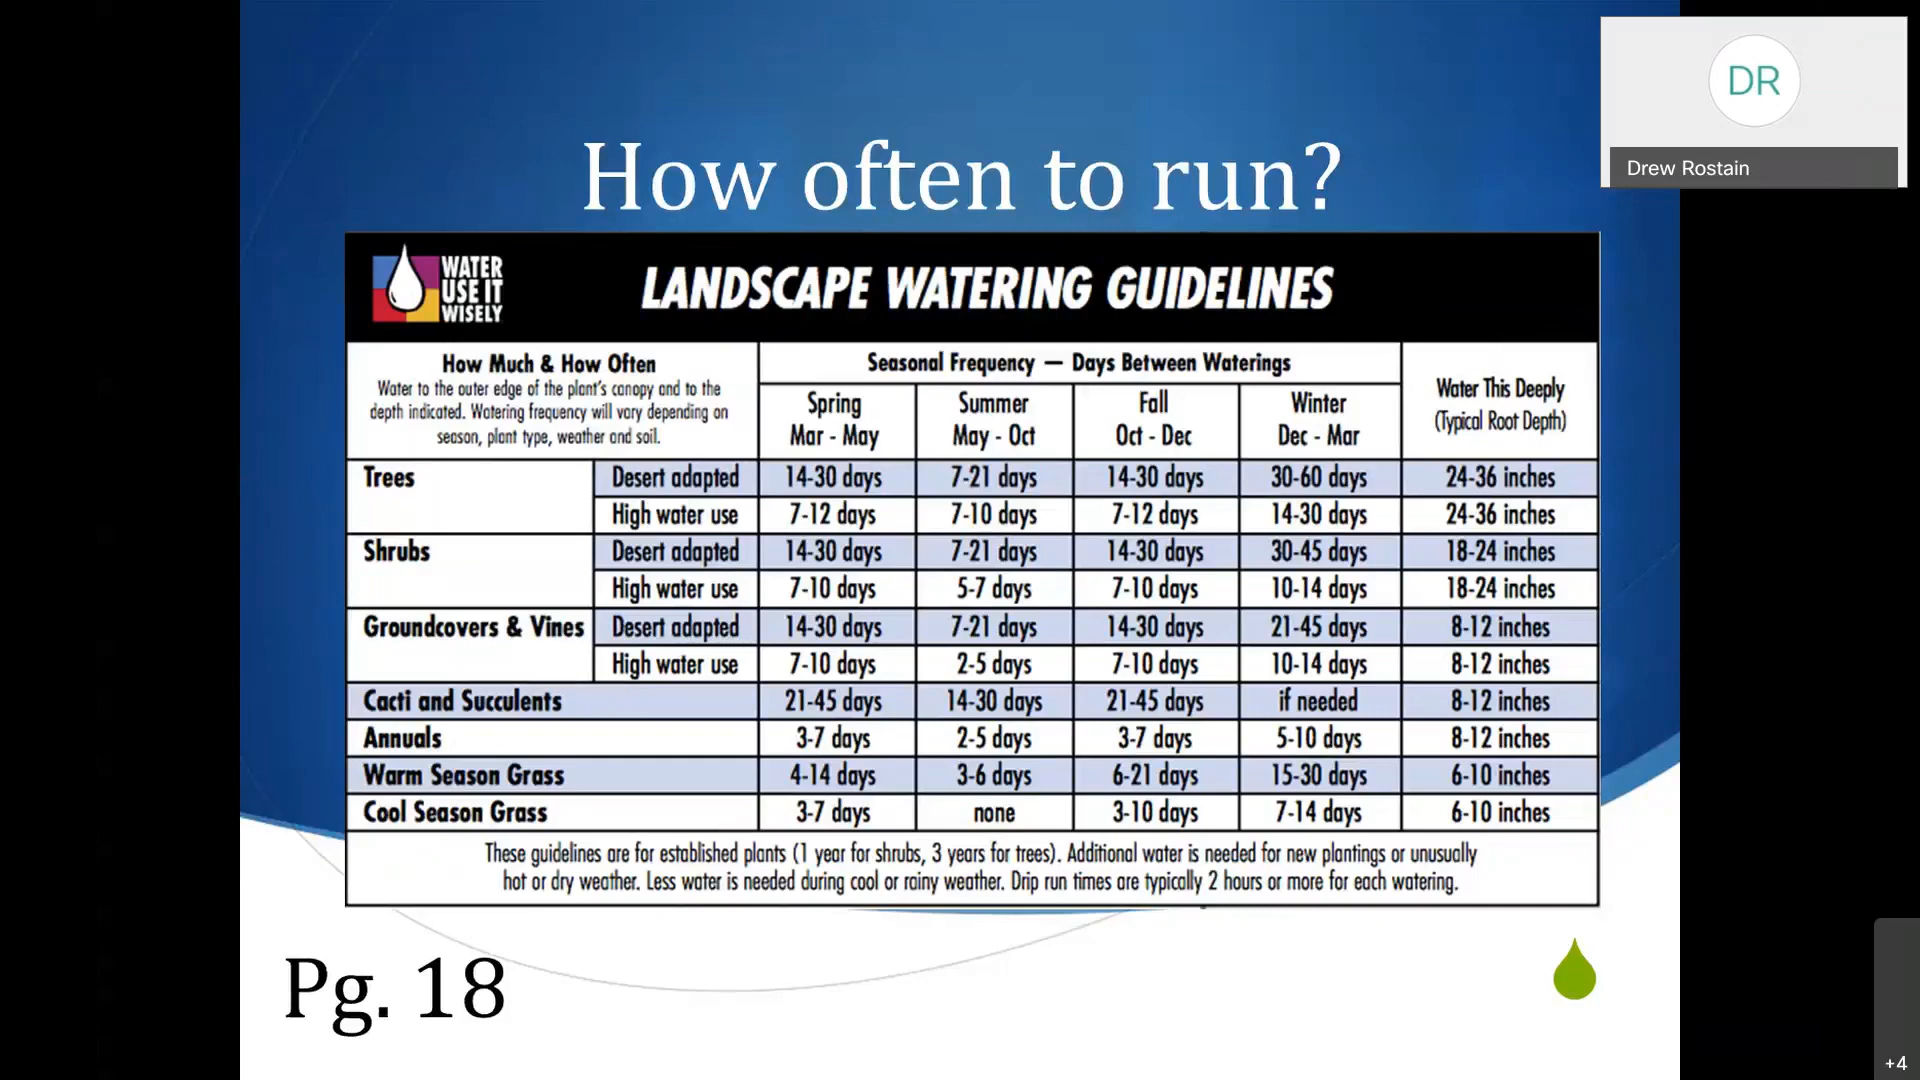 How often to run?
DR
Drew Rostain
WATER
USE IT
WISELY
LANDSCAPE WATERING GUIDELINES
How Much & How Often
Water to the outer edge of the plant's canopy and to the
depth indicated. Watering frequency will vary depending on
season, plant type, weather and soil.
Seasonal Frequency — Days Between Waterings
Spring
Mar - May
Summer
May - Oct
Fall
Oct - Dec
Winter
Dec - Mar
Water This Deeply
(Typical Root Depth)
Trees Desert adapted 14-30 days 7-21 days 14-30 days 30-60 days 24-36 inches
High water use 7-12 days 7-10 days 7-12 days 14-30 days 24-36 inches
Shrubs Desert adapted 14-30 days 7-21 days 14-30 days 30-45 days 18-24 inches
High water use 7-10 days 5-7 days 7-10 days 10-14 days 18-24 inches
Groundcovers & Vines Desert adapted 14-30 days 7-21 days 14-30 days 21-45 days 8-12 inches
High water use 7-10 days 2-5 days 7-10 days 10-14 days 8-12 inches
Cacti and Succulents 21-45 days 14-30 days 21-45 days if needed 8-12 inches
Annuals 3-7 days 2-5 days 3-7 days 5-10 days 8-12 inches
Warm Season Grass 4-14 days 3-6 days 6-21 days 15-30 days 6-10 inches
Cool Season Grass 3-7 days none 3-10 days 7-14 days 6-10 inches
These guidelines are for established plants (1 year for shrubs, 3 years for trees). Additional water is needed for new plantings or unusually
hot or dry weather. Less water is needed during cool or rainy weather. Drip run times are typically 2 hours or more for each watering.
Pg. 18
+4